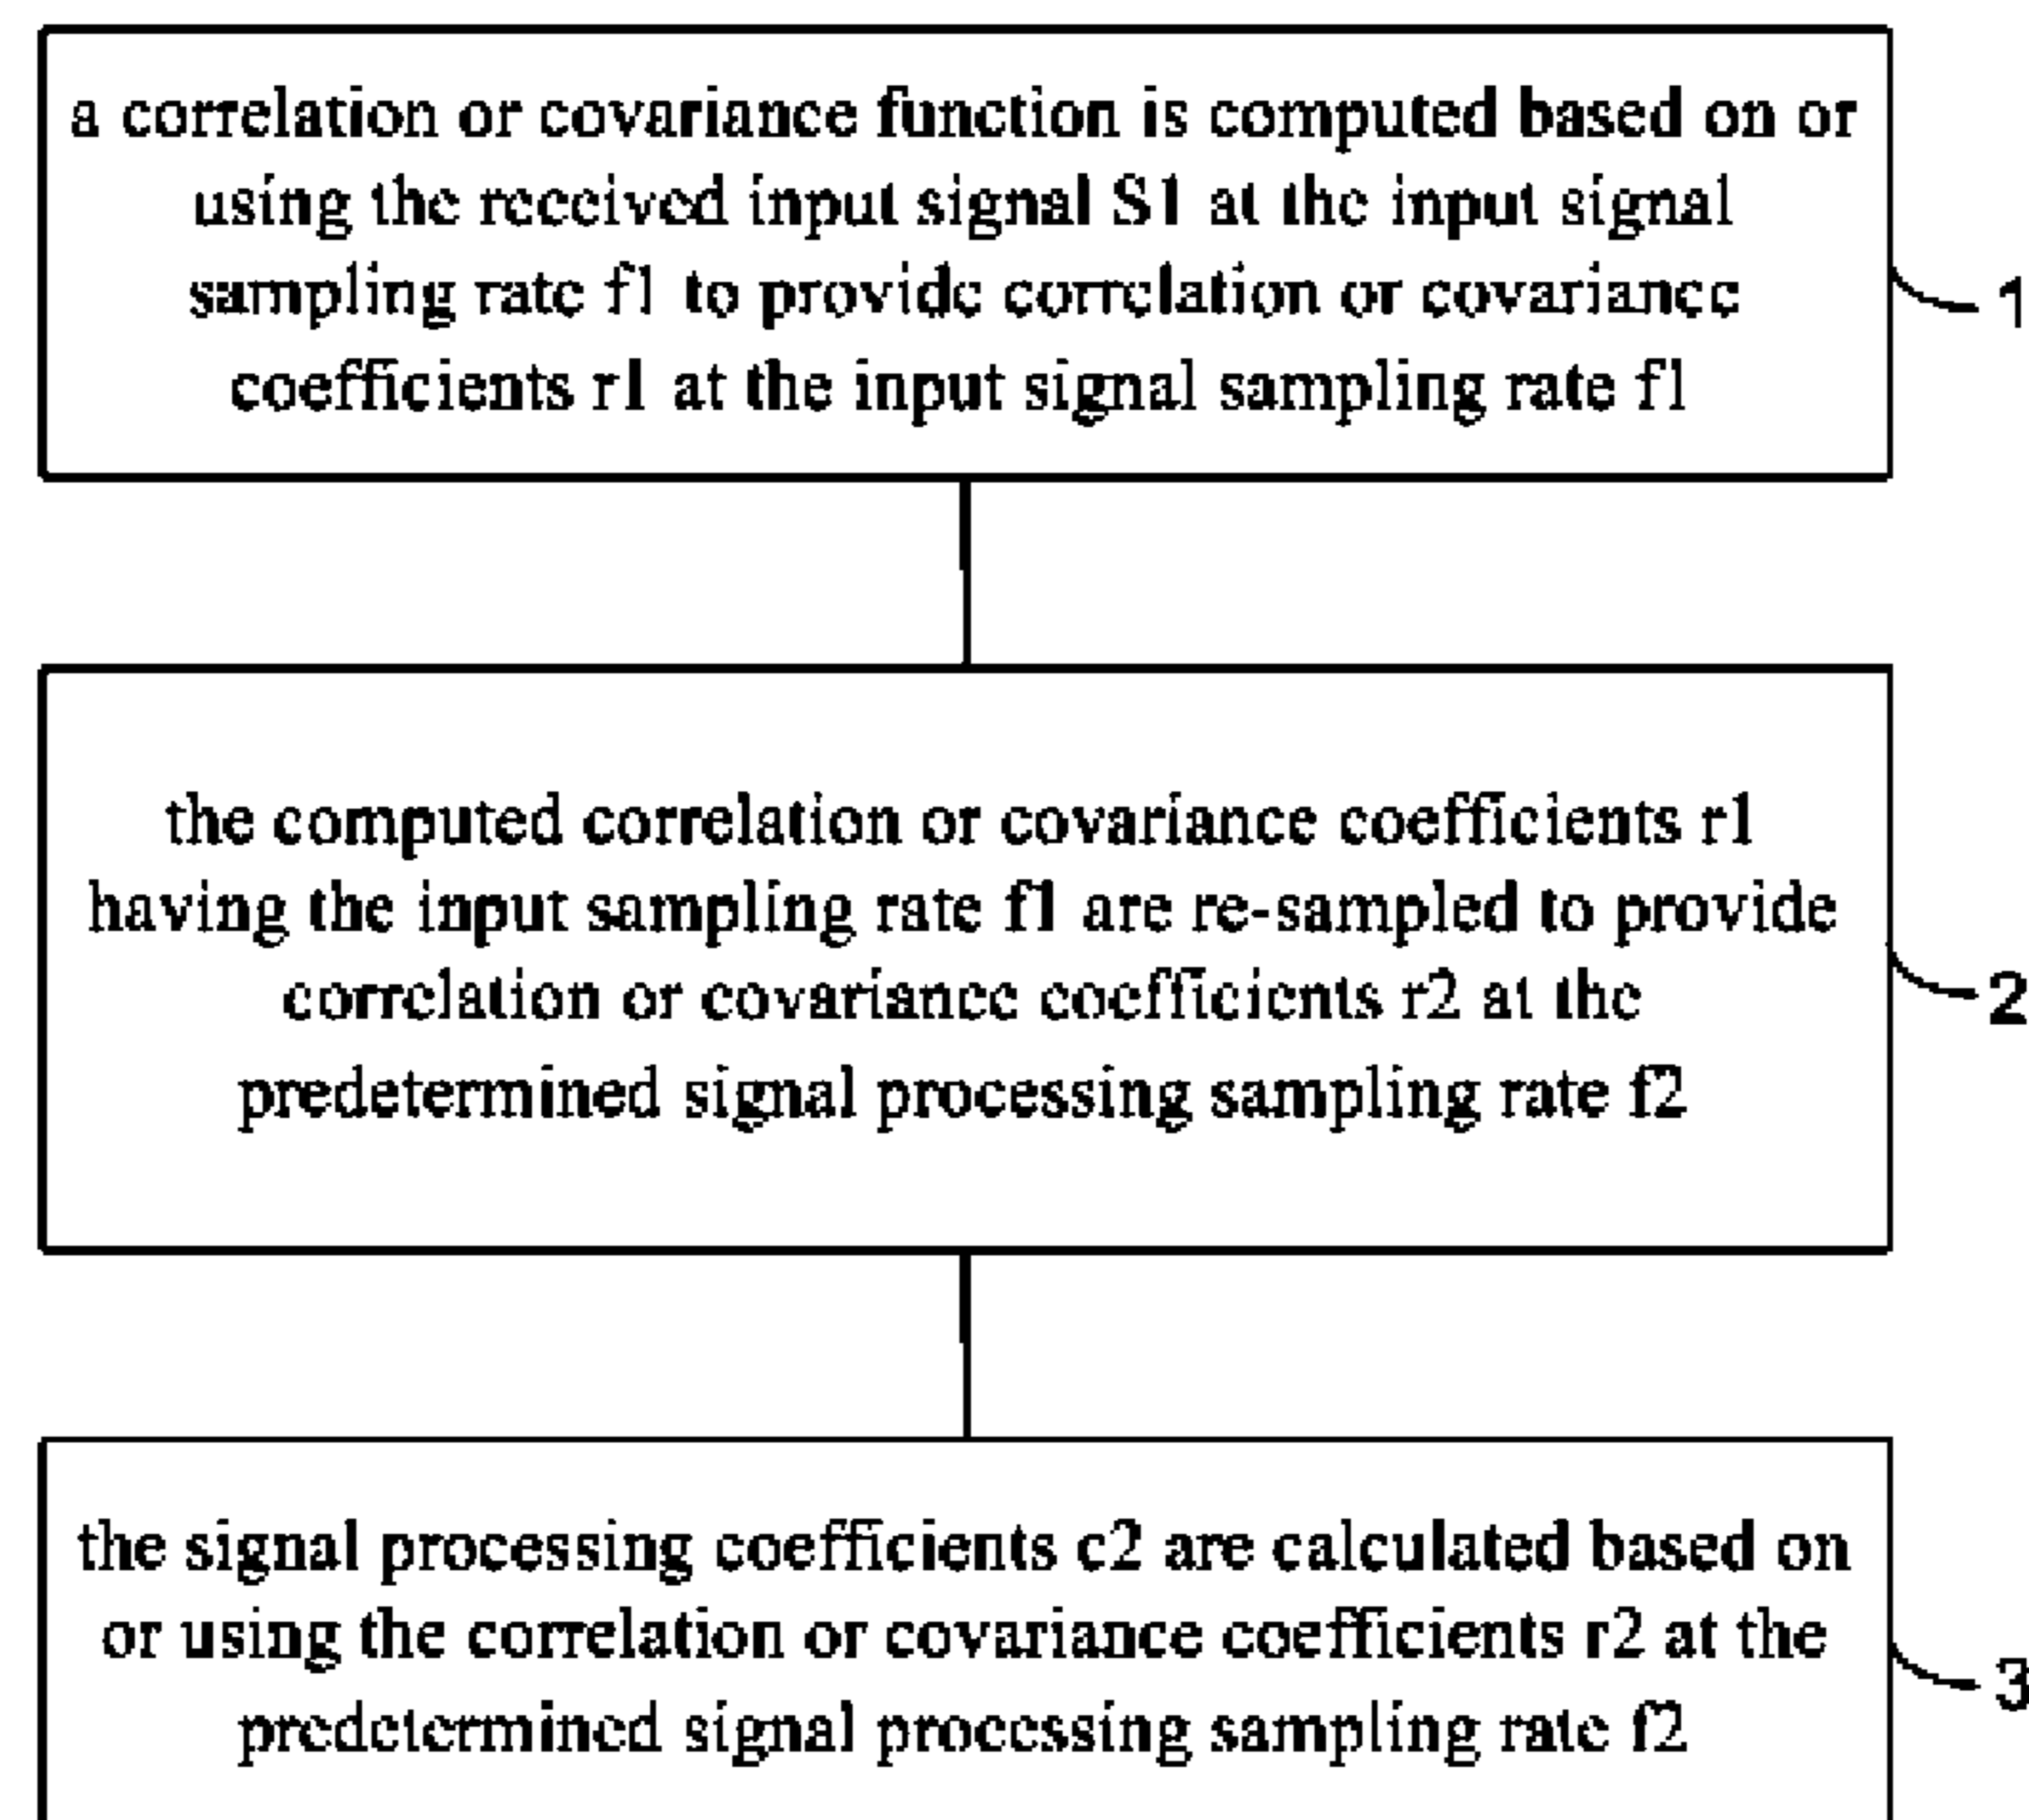 a correlation or covariance function is computed based on or
using the received input signal S1 at the input signal
sampling rate f1 to provide correlation or covariance
coefficients r1 at the input signal sampling rate f1
1
the computed correlation or covariance coefficients r1
having the input sampling rate f1 are re-sampled to provide
correlation or covariance coefficients r2 at the
predetermined signal processing sampling rate f2
2
the signal processing coefficients c2 are calculated based on
or using the correlation or covariance coefficients r2 at the
predetermined signal processing sampling rate f2
3